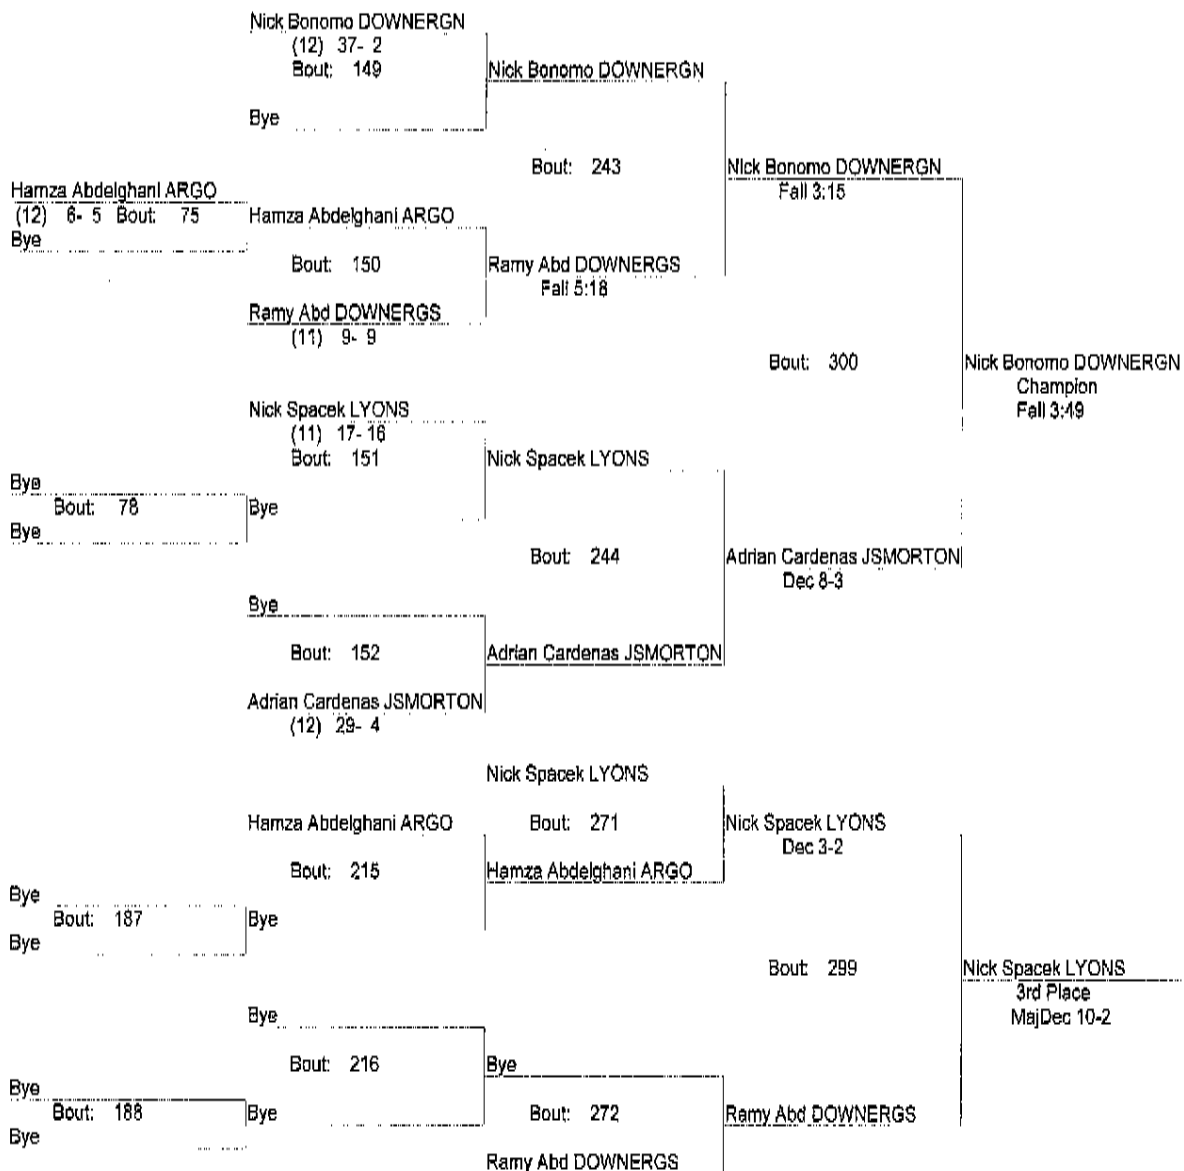 Nick Bonomo DOWNERGN
(12) 37- 2
Bout: 149
Nick Bonomo DOWNERGN
Bye
Bout: 243
Nick Bonomo DOWNERGN
Fall 3:15
Hamza Abdelghani ARGO
(12) 6- 5 Bout: 75
Bye
Hamza Abdelghani ARGO
Bout: 150
Ramy Abd DOWNERGS
Fall 5:18
Ramy Abd DOWNERGS
(11) 9- 9
Bout: 300
Nick Bonomo DOWNERGN
Champion
Fall 3:49
Nick Spacek LYONS
(11) 17- 16
Bout: 151
Nick Spacek LYONS
Bye
Bout: 78
Bye
Bye
Bout: 244
Adrian Cardenas JSMORTON
Dec 8-3
Bye
Bout: 152
Adrian Cardenas JSMORTON
Adrian Cardenas JSMORTON
(12) 29- 4
Nick Spacek LYONS
Hamza Abdelghani ARGO
Bout: 271
Nick Spacek LYONS
Dec 3-2
Bout: 215
Hamza Abdelghani ARGO
Bye
Bout: 187
Bye
Bye
Bout: 299
Nick Spacek LYONS
3rd Place
MajDec 10-2
Bye
Bout: 216
Bye
Bye
Bout: 188
Bye
Bye
Bout: 272
Ramy Abd DOWNERGS
Ramy Abd DOWNERGS